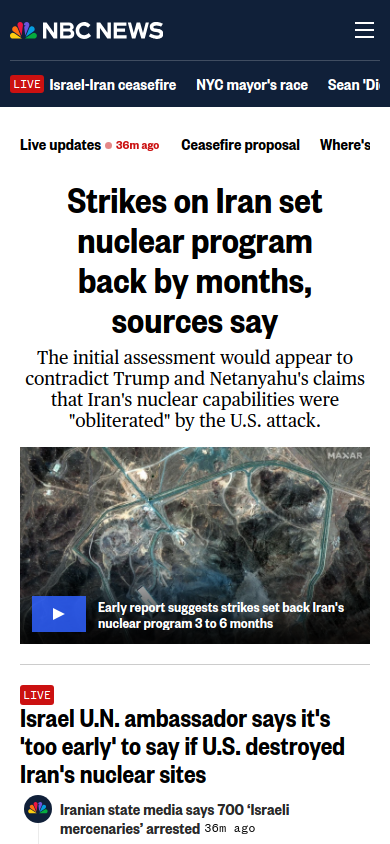 NBC NEWS
LIVE Israel-Iran ceasefire NYC mayor's race Sean 'Di
Live updates 36m ago Ceasefire proposal Where's
Strikes on Iran set
nuclear program
back by months,
sources say
The initial assessment would appear to
contradict Trump and Netanyahu's claims
that Iran's nuclear capabilities were
"obliterated" by the U.S. attack.
MAXAR
Early report suggests strikes set back Iran's
nuclear program 3 to 6 months
LIVE
Israel U.N. ambassador says it's
'too early' to say if U.S. destroyed
Iran's nuclear sites
Iranian state media says 700 ‘Israeli
mercenaries’ arrested 36m ago